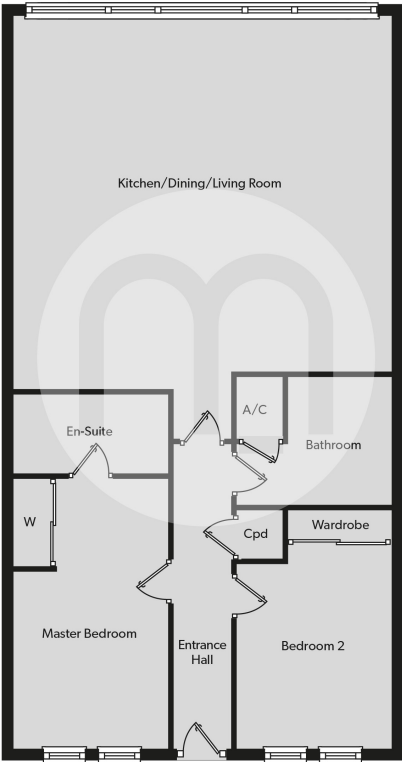 Kitchen/Dining/Living Room
A/C
En-Suite
Bathroom
W
Wardrobe
Cpd
Master Bedroom
Entrance
Hall
Bedroom 2